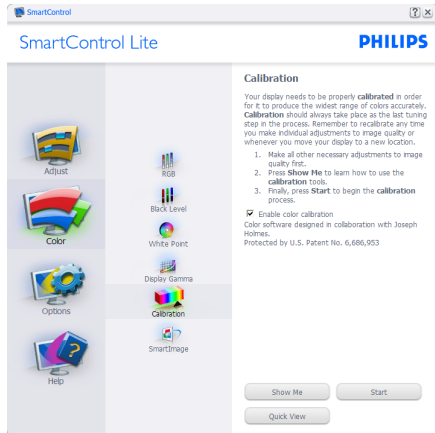 SmartControl
SmartControl Lite
PHILIPS
Adjust
Color
Options
Help
RGB
Black Level
White Point
Display Gamma
Calibration
SmartImage
Calibration
Your display needs to be properly calibrated in order
for it to produce the widest range of colors accurately.
Calibration should always take place as the last tuning
step in the process. Remember to recalibrate any time
you make individual adjustments to image quality or
whenever you move your display to a new location.
1. Make all other necessary adjustments to image
quality first.
2. Press Show Me to learn how to use the
calibration tools.
3. Finally, press Start to begin the calibration
process.
Enable color calibration
Color software designed in collaboration with Joseph
Holmes.
Protected by U.S. Patent No. 6,686,953
Show Me
Start
Quick View